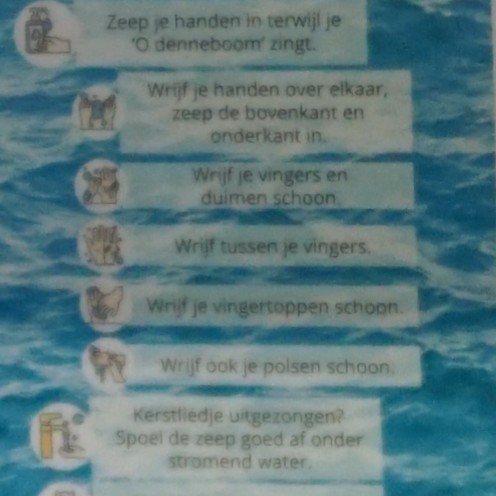 Zeep je handen in terwijl je
'O denneboom' zingt.
Wrijf je handen over elkaar,
zeep de bovenkant en
onderkant in.
Wrijf je vingers en
duimen schoon.
Wrijf tussen je vingers.
Wrijf je vingertoppen schoon.
Wrijf ook je polsen schoon.
Kerstliedje uitgezongen?
Spoel de zeep goed af onder
stromend water.